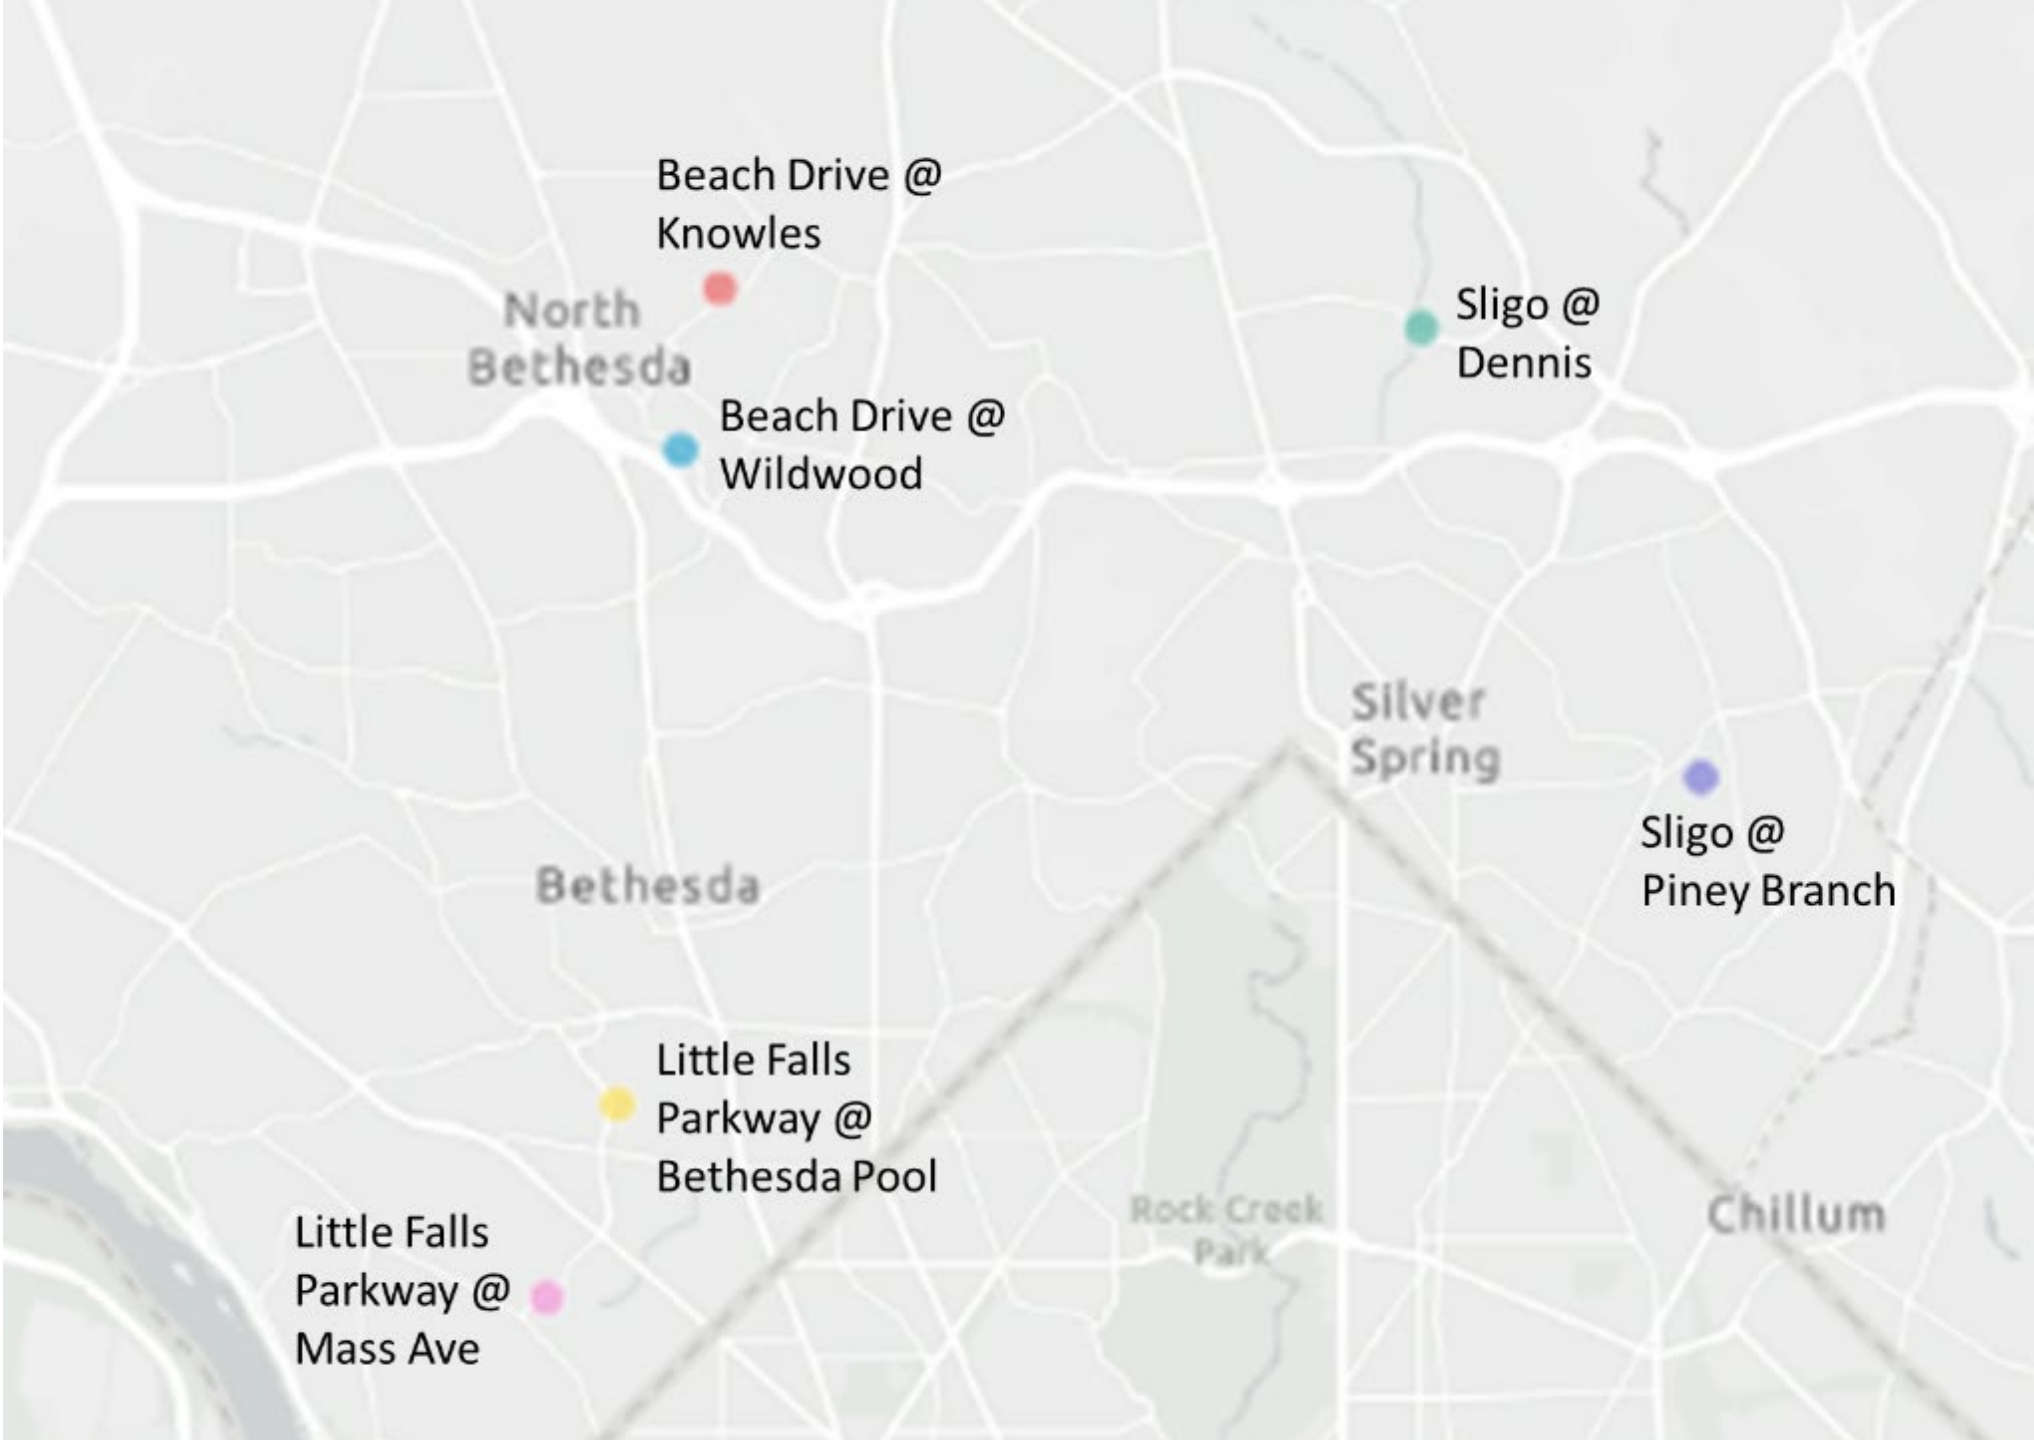 Beach Drive @
Knowles
North
Bethesda
Sligo @
Dennis
Beach Drive @
Wildwood
Silver
Spring
Sligo @
Piney Branch
Bethesda
Little Falls
Parkway @
Bethesda Pool
Rock Creek
Park
Chillum
Little Falls
Parkway @
Mass Ave